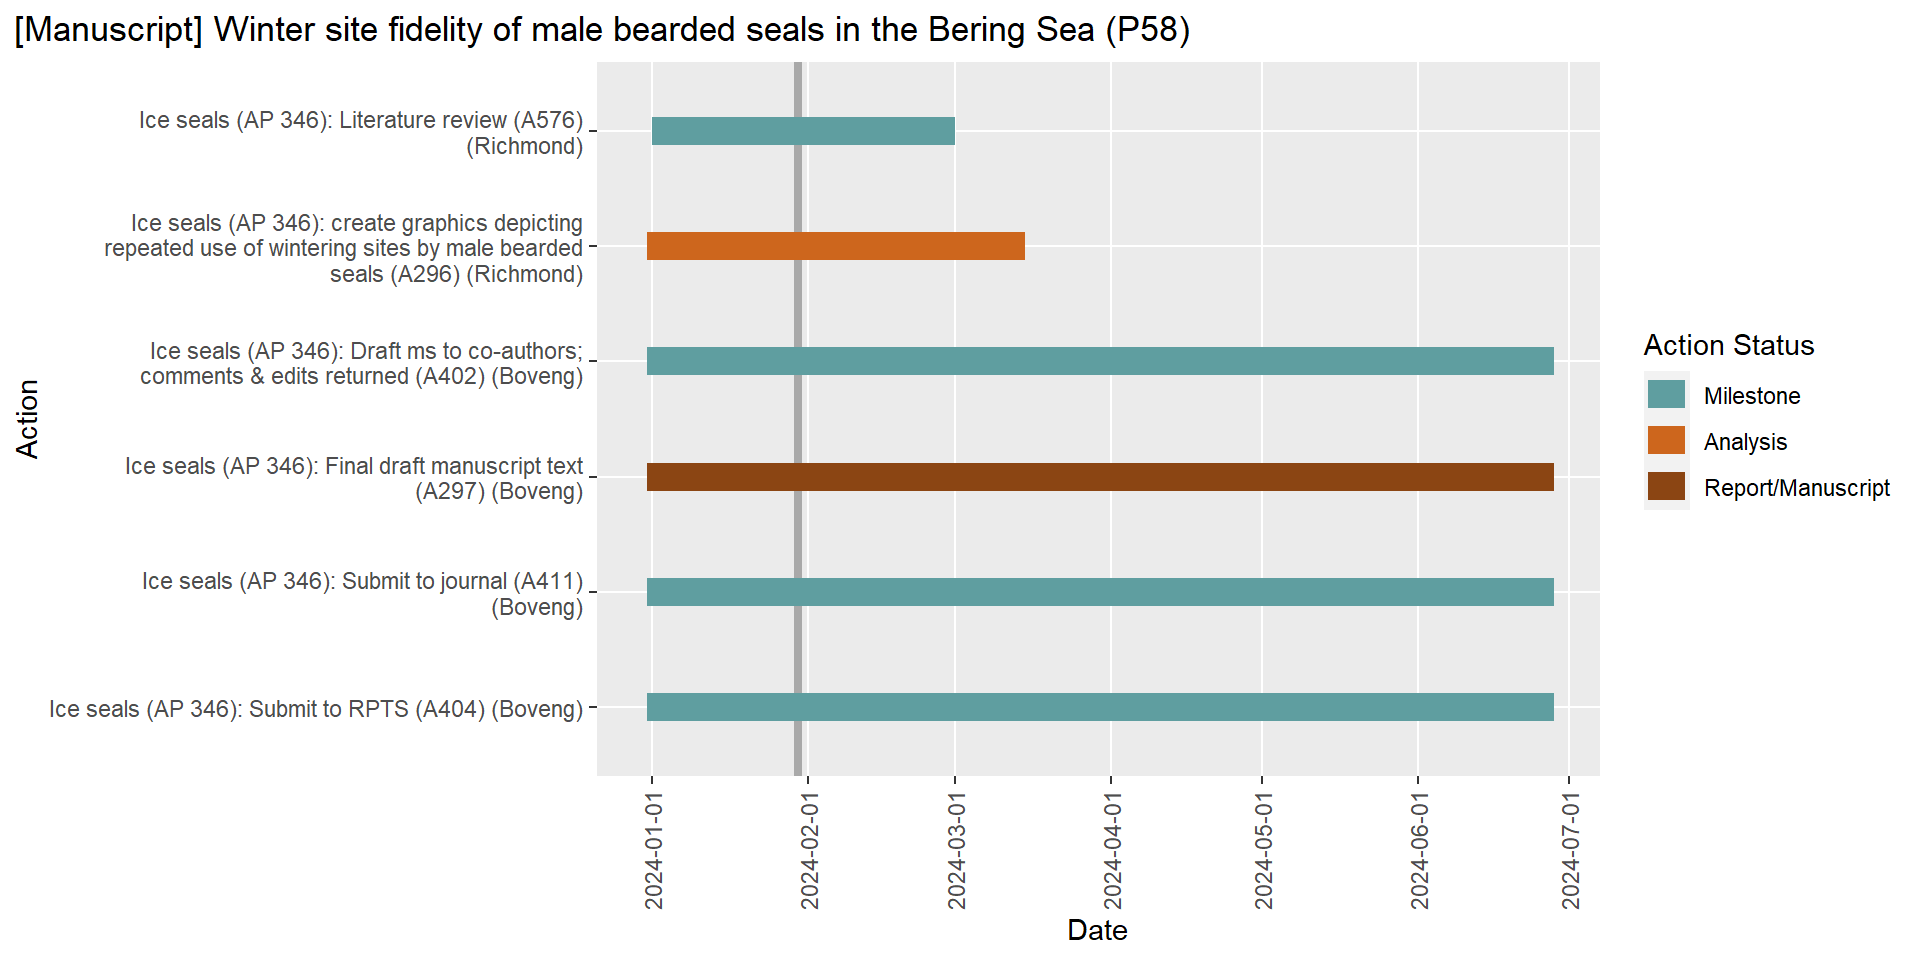 [Manuscript] Winter site fidelity of male bearded seals in the Bering Sea (P58)
Ice seals (AP 346): Literature review (A576)
(Richmond)
Ice seals (AP 346): create graphics depicting
repeated use of wintering sites by male bearded
seals (A296) (Richmond)
Ice seals (AP 346): Draft ms to co-authors;
comments & edits returned (A402) (Boveng)
Ice seals (AP 346): Final draft manuscript text
(A297) (Boveng)
Ice seals (AP 346): Submit to journal (A411)
(Boveng)
Ice seals (AP 346): Submit to RPTS (A404) (Boveng)
Action
2024-01-01
2024-02-01
2024-03-01
2024-04-01
2024-05-01
2024-06-01
2024-07-01
Date
Action Status
Milestone
Analysis
Report/Manuscript